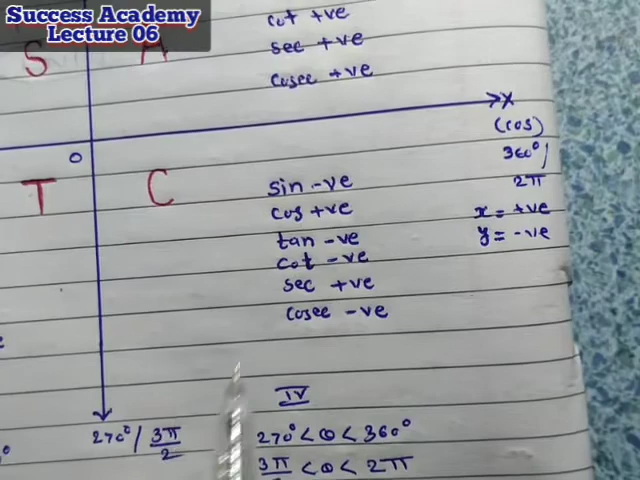 Success Academy
Lecture 06
cot +ve
S A sec +ve
cosec +ve
X
(cos)
O
360° /
2π
T C sin -ve
cos +ve x = +ve
tan -ve y = -ve
cot -ve
sec +ve
cosec -ve
IV
270° / 3π/2
270° < θ < 360°
3π < θ < 2π